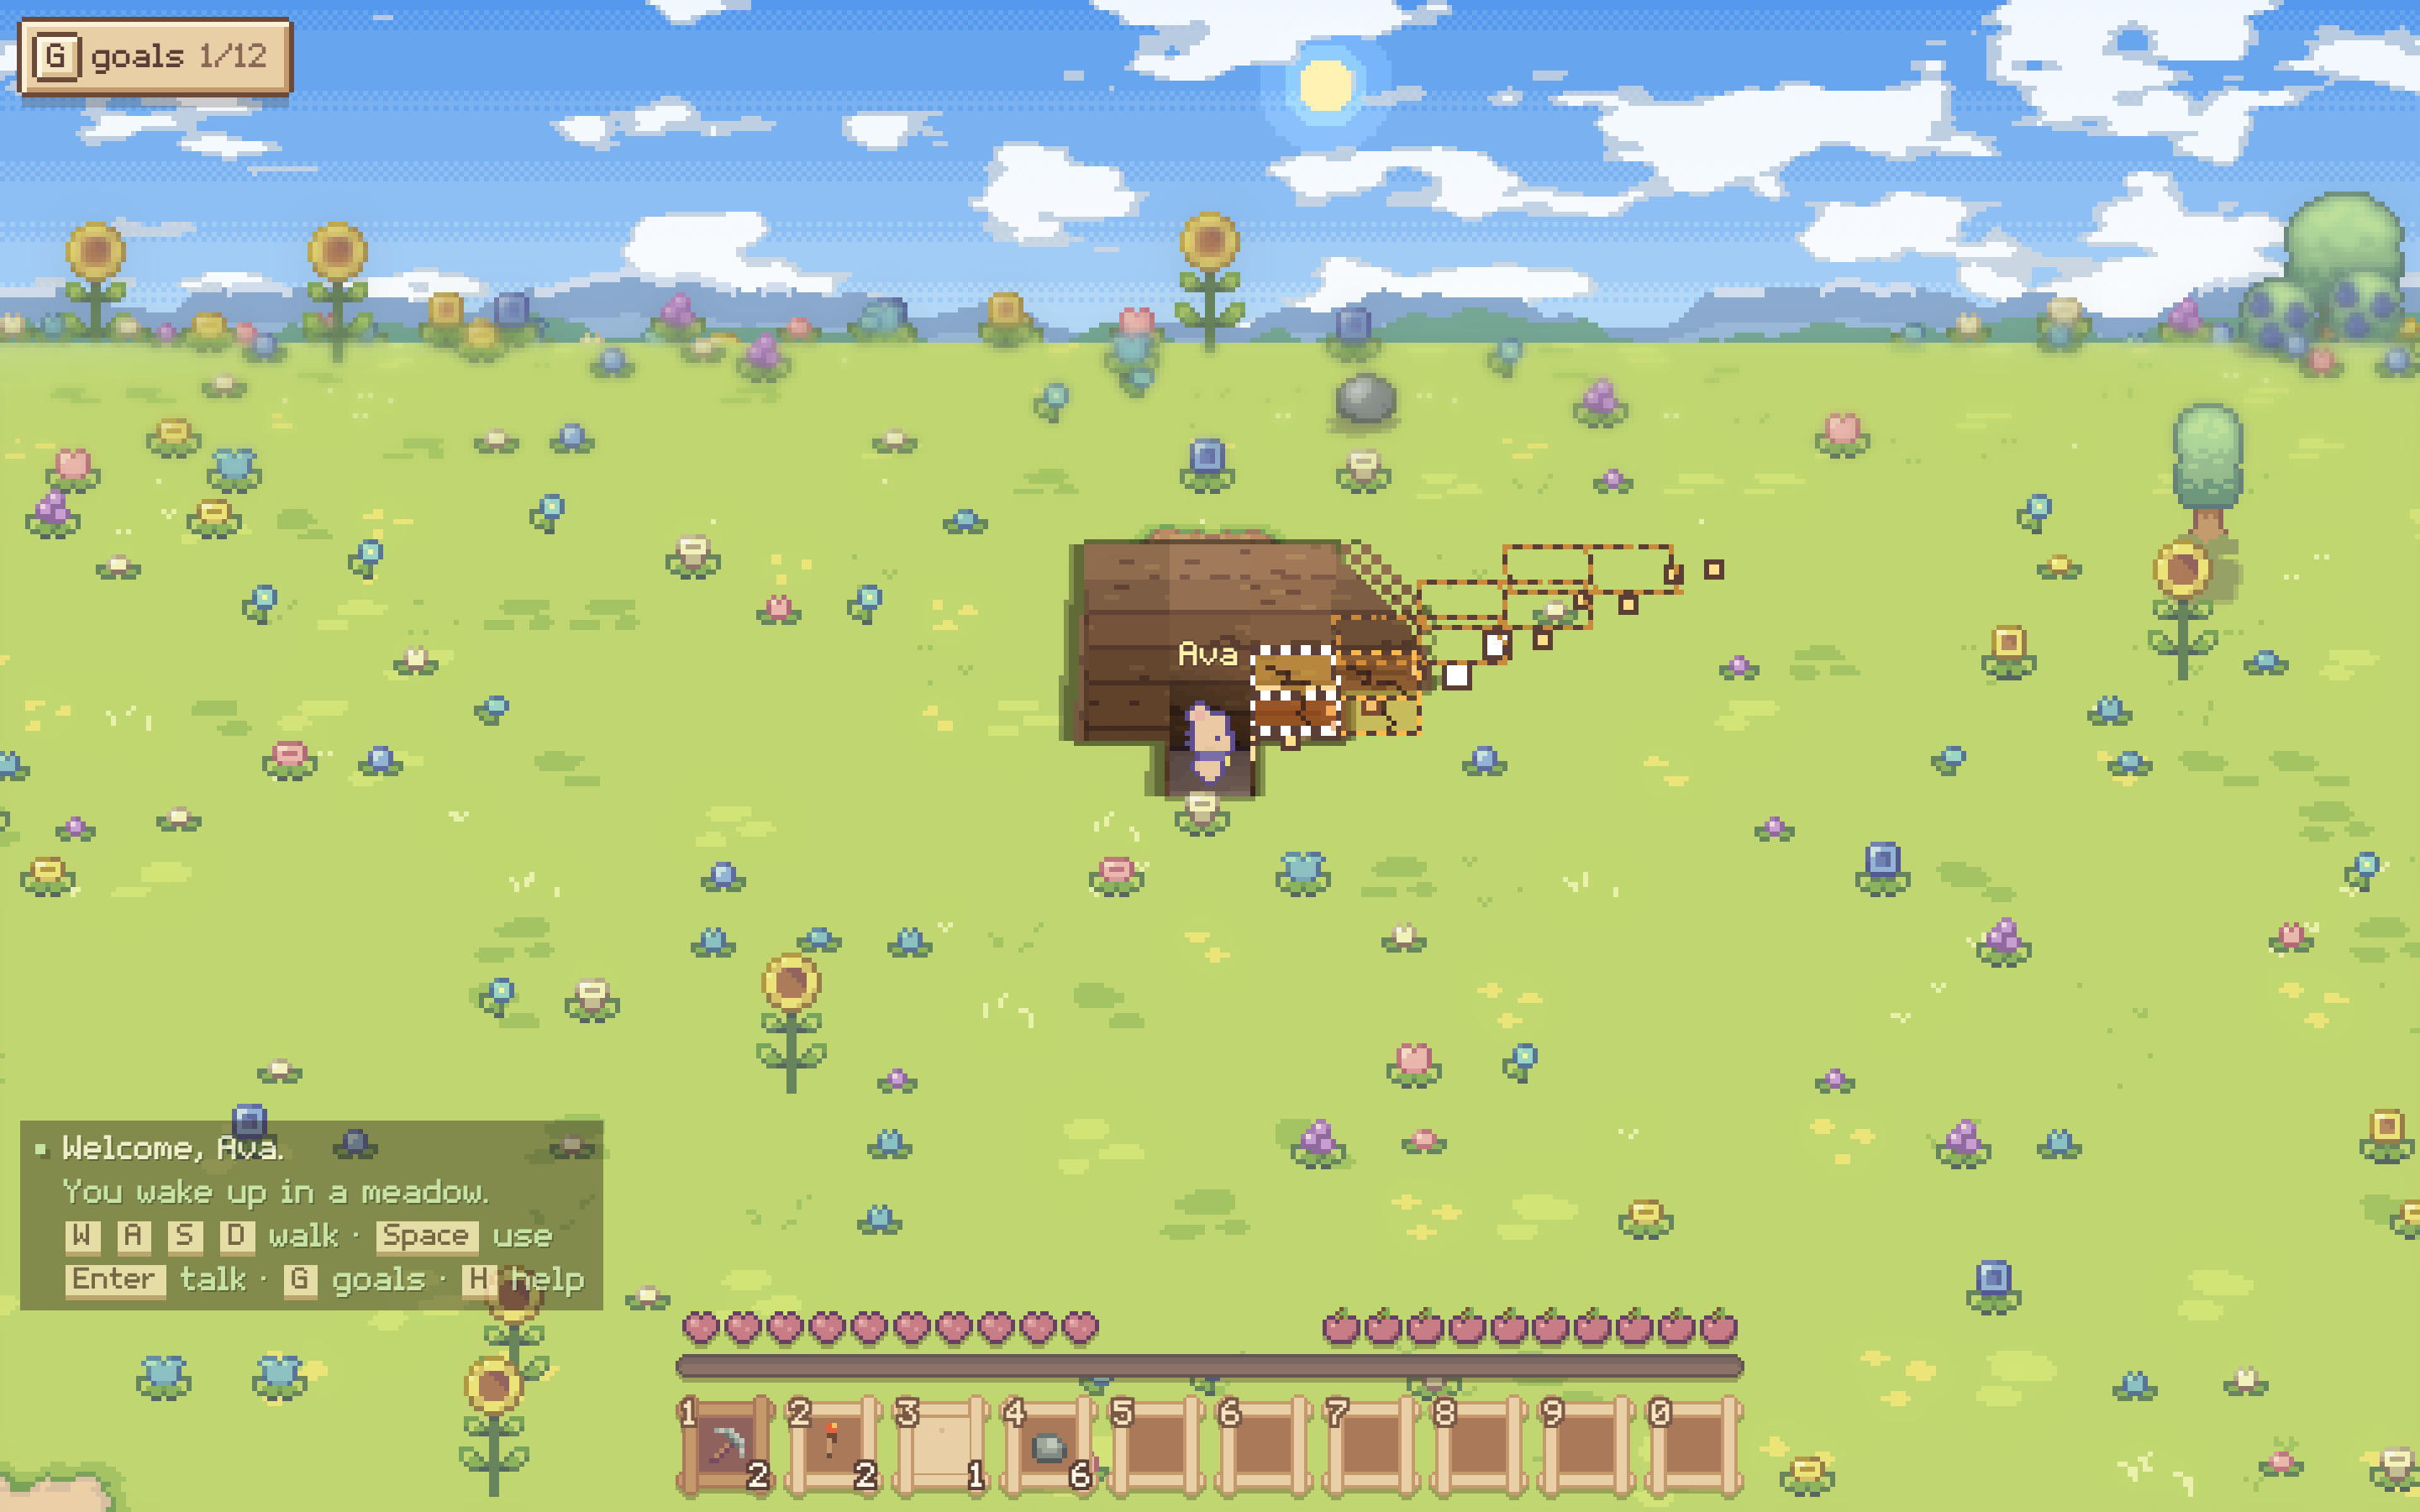 G goals 1/12
Ava
Welcome, Ava.
You wake up in a meadow.
W A S D walk · Space use
Enter talk · G goals · H help
1 2 3 4 5 6 7 8 9 0
2 2 1 6